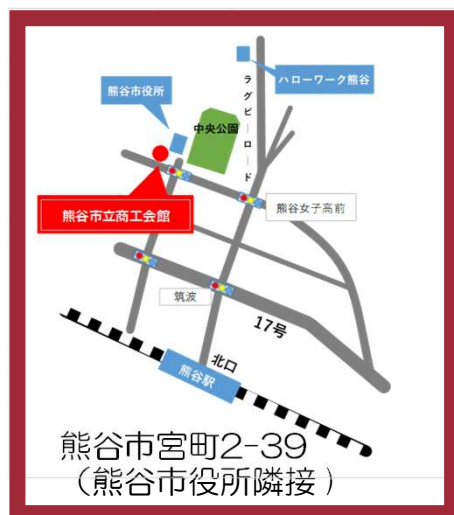 ハローワーク熊谷
熊谷市役所
ラグビーロード
中央公園
熊谷市立商工会館
熊谷女子高前
筑波
17号
北口
熊谷駅
熊谷市宮町2-39
(熊谷市役所隣接)